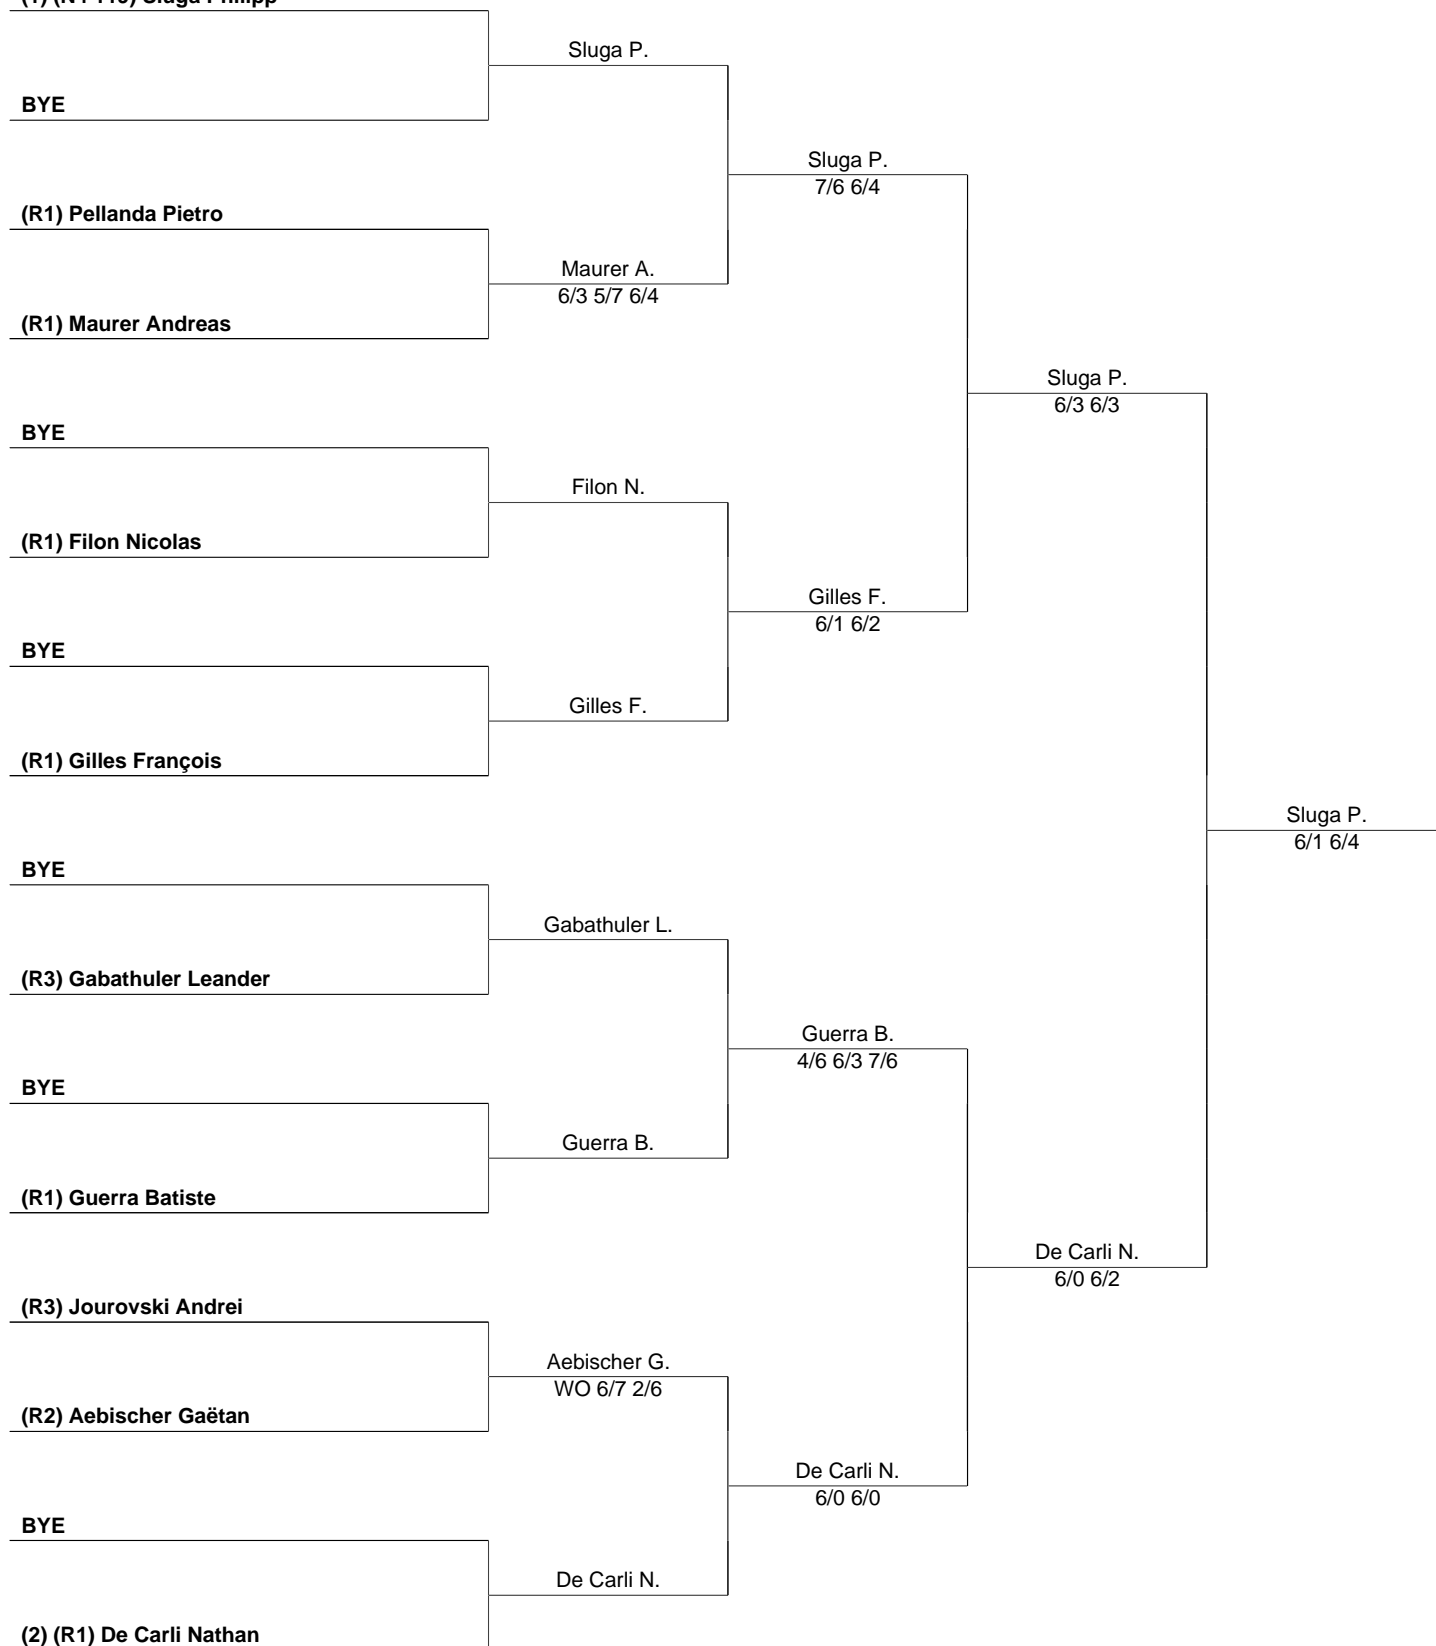 Sluga Philipp
Sluga P.
BYE
Sluga P.
7/6 6/4
(R1) Pellanda Pietro
Maurer A.
6/3 5/7 6/4
(R1) Maurer Andreas
Sluga P.
6/3 6/3
BYE
Filon N.
(R1) Filon Nicolas
Gilles F.
6/1 6/2
BYE
Gilles F.
(R1) Gilles François
Sluga P.
6/1 6/4
BYE
Gabathuler L.
(R3) Gabathuler Leander
Guerra B.
4/6 6/3 7/6
BYE
Guerra B.
(R1) Guerra Batiste
De Carli N.
6/0 6/2
(R3) Jourovski Andrei
Aebischer G.
WO 6/7 2/6
(R2) Aebischer Gaëtan
De Carli N.
6/0 6/0
BYE
De Carli N.
(2) (R1) De Carli Nathan